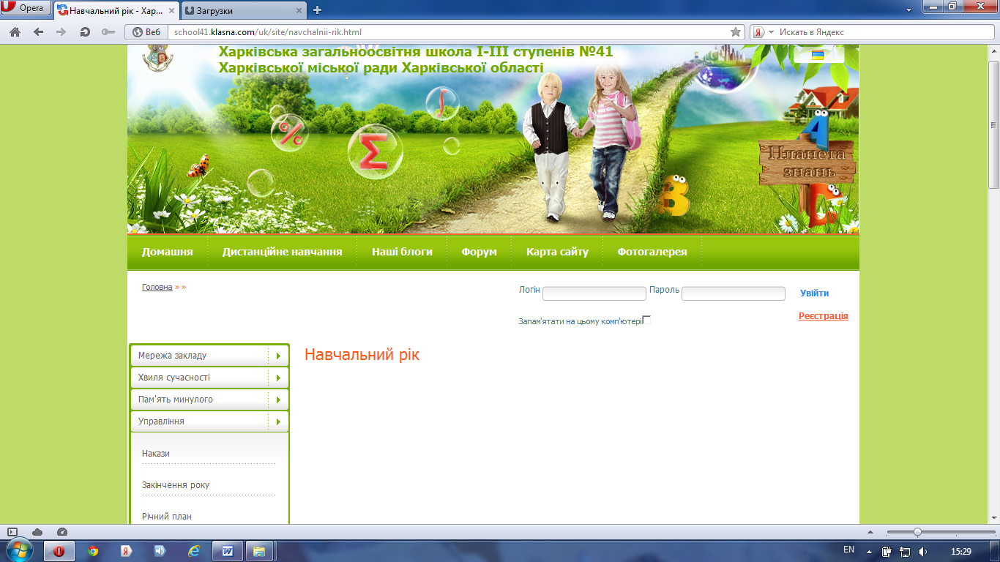 Opera
Навчальний рік - Хар...
Загрузки
Веб
school41.klasna.com/uk/site/navchalnii-rik.html
Искать в Яндекс
Харківська загальноосвітня школа І-ІІІ ступенів №41
Харківської міської ради Харківської області
%
Σ
∫
A
Планета
знань
B
C
Домашня
Дистанційне навчання
Наші блоги
Форум
Карта сайту
Фотогалерея
Головна » »
Логін
Пароль
Увійти
Запам'ятати на цьому комп'ютері
Реєстрація
Мережа закладу
Хвиля сучасності
Пам'ять минулого
Управління
Накази
Закінчення року
Річний план
Навчальний рік
EN
15:29